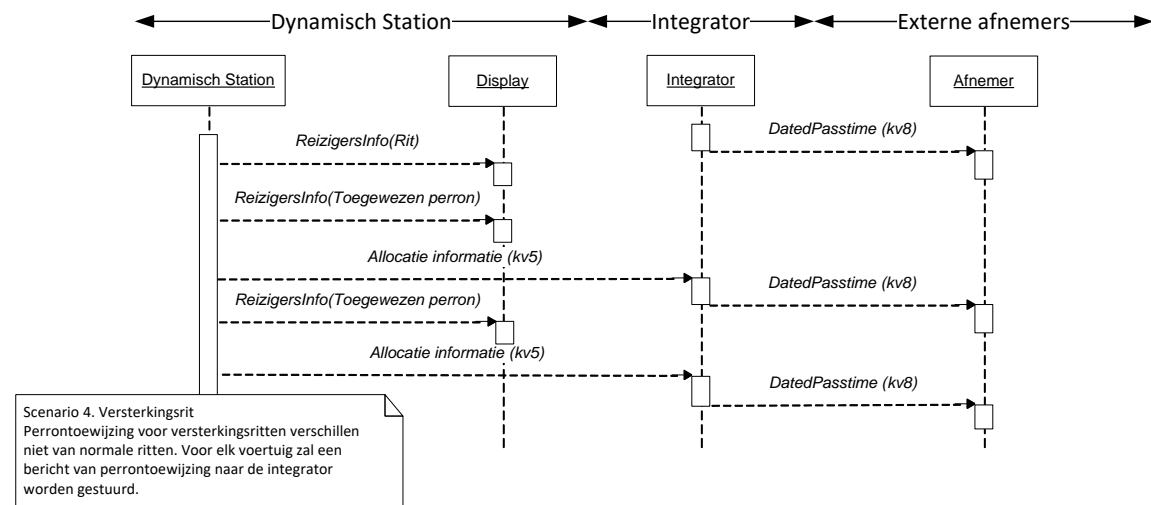 Dynamisch Station Integrator Externe afnemers
Dynamisch Station Display Integrator Afnemer
DatedPasstime (kv8)
ReizigersInfo(Rit)
ReizigersInfo(Toegewezen perron)
Allocatie informatie (kv5)
DatedPasstime (kv8)
ReizigersInfo(Toegewezen perron)
Allocatie informatie (kv5)
DatedPasstime (kv8)
Scenario 4. Versterkingsrit
Perrontoewijzing voor versterkingsritten verschillen
niet van normale ritten. Voor elk voertuig zal een
bericht van perrontoewijzing naar de integrator
worden gestuurd.